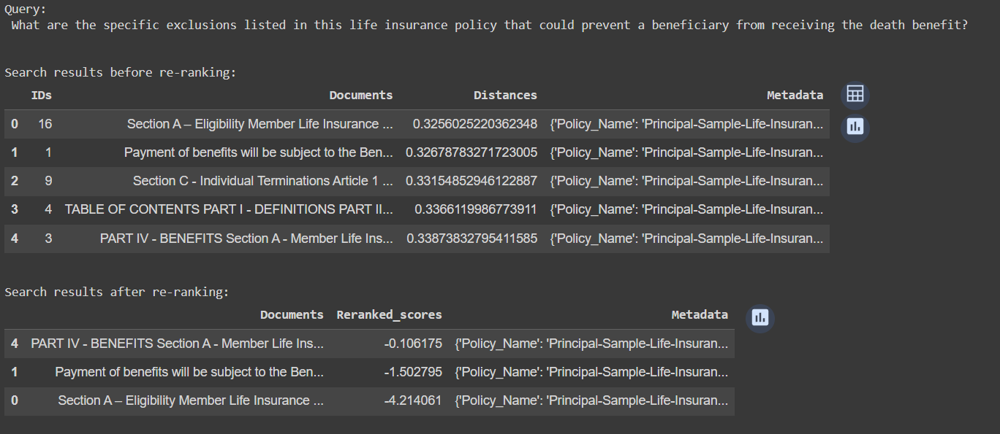 Query:
What are the specific exclusions listed in this life insurance policy that could prevent a beneficiary from receiving the death benefit?
Search results before re-ranking:
IDs Documents Distances Metadata
0 16 Section A – Eligibility Member Life Insurance ... 0.3256025220362348 {'Policy_Name': 'Principal-Sample-Life-Insuran...
1 1 Payment of benefits will be subject to the Ben... 0.32678783271723005 {'Policy_Name': 'Principal-Sample-Life-Insuran...
2 9 Section C - Individual Terminations Article 1 ... 0.33154852946122887 {'Policy_Name': 'Principal-Sample-Life-Insuran...
3 4 TABLE OF CONTENTS PART I - DEFINITIONS PART II... 0.3366119986773911 {'Policy_Name': 'Principal-Sample-Life-Insuran...
4 3 PART IV - BENEFITS Section A - Member Life Ins... 0.33873832795411585 {'Policy_Name': 'Principal-Sample-Life-Insuran...
Search results after re-ranking:
Documents Reranked_scores Metadata
4 PART IV - BENEFITS Section A - Member Life Ins... -0.106175 {'Policy_Name': 'Principal-Sample-Life-Insuran...
1 Payment of benefits will be subject to the Ben... -1.502795 {'Policy_Name': 'Principal-Sample-Life-Insuran...
0 Section A – Eligibility Member Life Insurance ... -4.214061 {'Policy_Name': 'Principal-Sample-Life-Insuran...